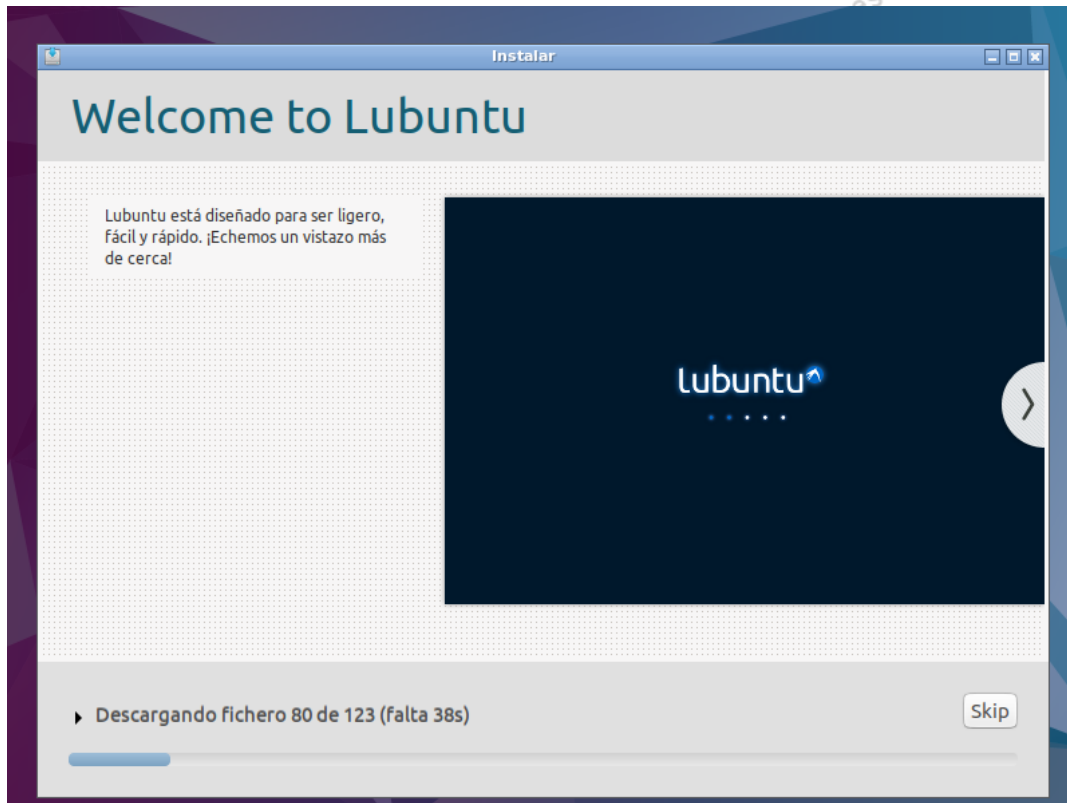 Instalar
Welcome to Lubuntu
Lubuntu está diseñado para ser ligero,
fácil y rápido. ¡Echemos un vistazo más
de cerca!
lubuntu
Descargando fichero 80 de 123 (falta 38s)
Skip